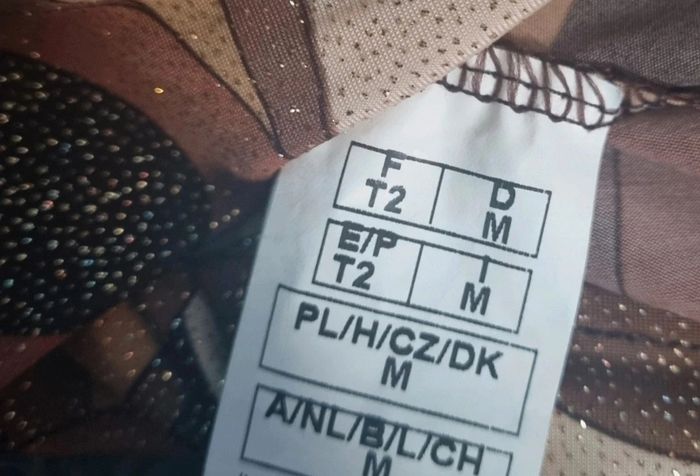 F D
T2 M
E/P I
T2 M
PL/H/CZ/DK
M
A/NL/B/L/CH
M